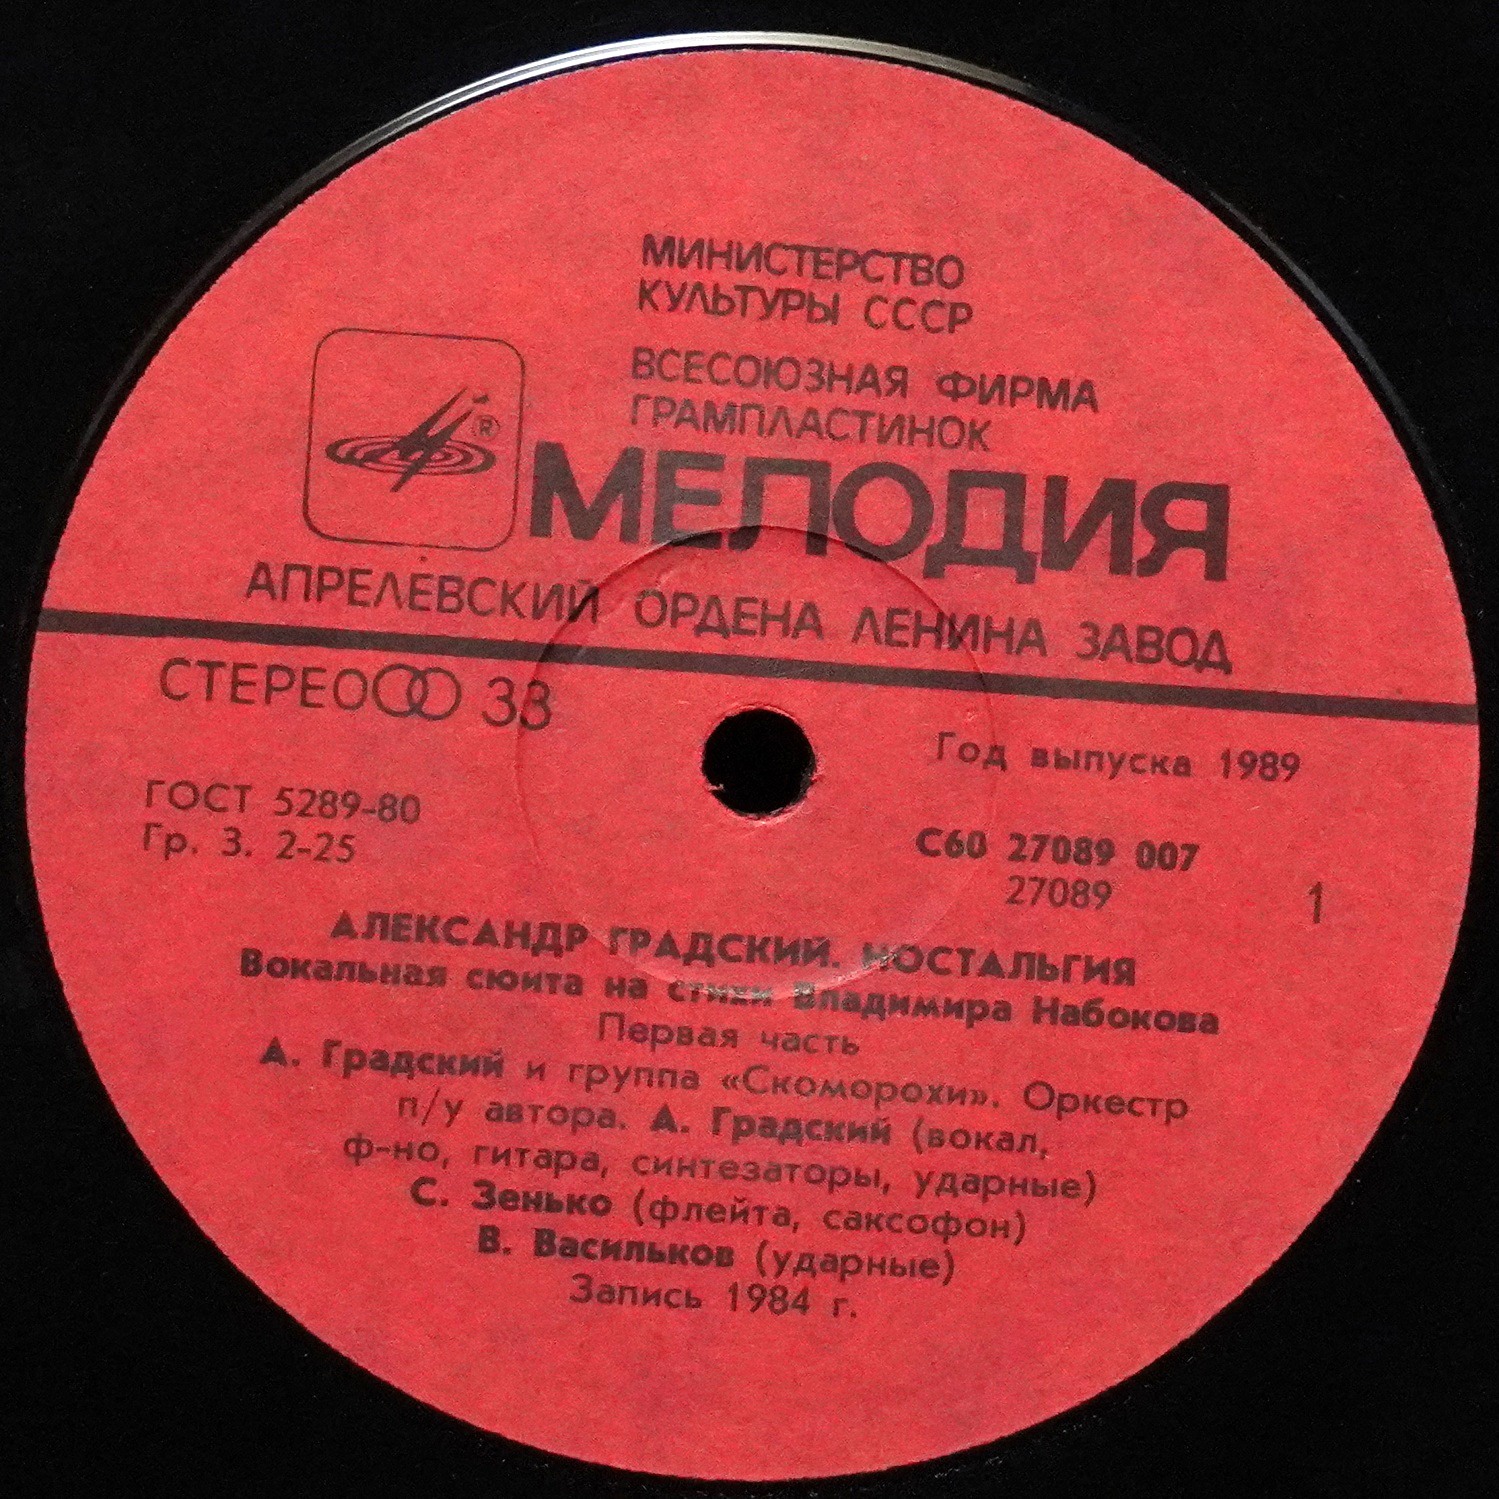 МИНИСТЕРСТВО
КУЛЬТУРЫ СССР
ВСЕСОЮЗНАЯ ФИРМА
ГРАМПЛАСТИНОК
®
МЕЛОДИЯ
АПРЕЛЕВСКИЙ ОРДЕНА ЛЕНИНА ЗАВОД
СТЕРЕО 33
Год выпуска 1989
ГОСТ 5289-80
Гр. 3. 2-25
С60 27089 007
27089
1
АЛЕКСАНДР ГРАДСКИЙ. НОСТАЛЬГИЯ
Вокальная сюита на стихи Владимира Набокова
Первая часть
А. Градский и группа «Скоморохи». Оркестр
п/у автора. А. Градский (вокал,
ф-но, гитара, синтезаторы, ударные)
С. Зенько (флейта, саксофон)
В. Васильков (ударные)
Запись 1984 г.